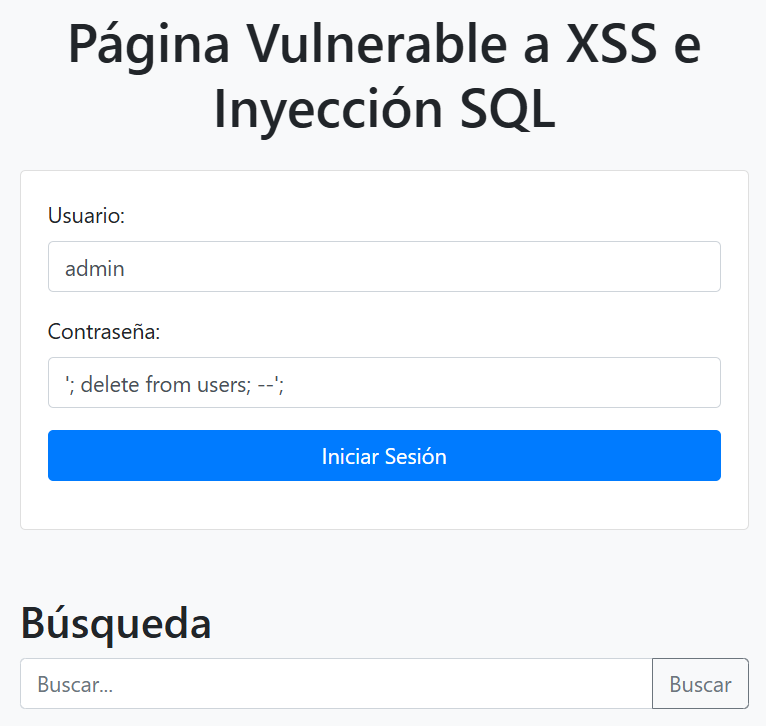 Página Vulnerable a XSS e
Inyección SQL
Usuario:
admin
Contraseña:
'; delete from users; --';
Iniciar Sesión
Búsqueda
Buscar...
Buscar